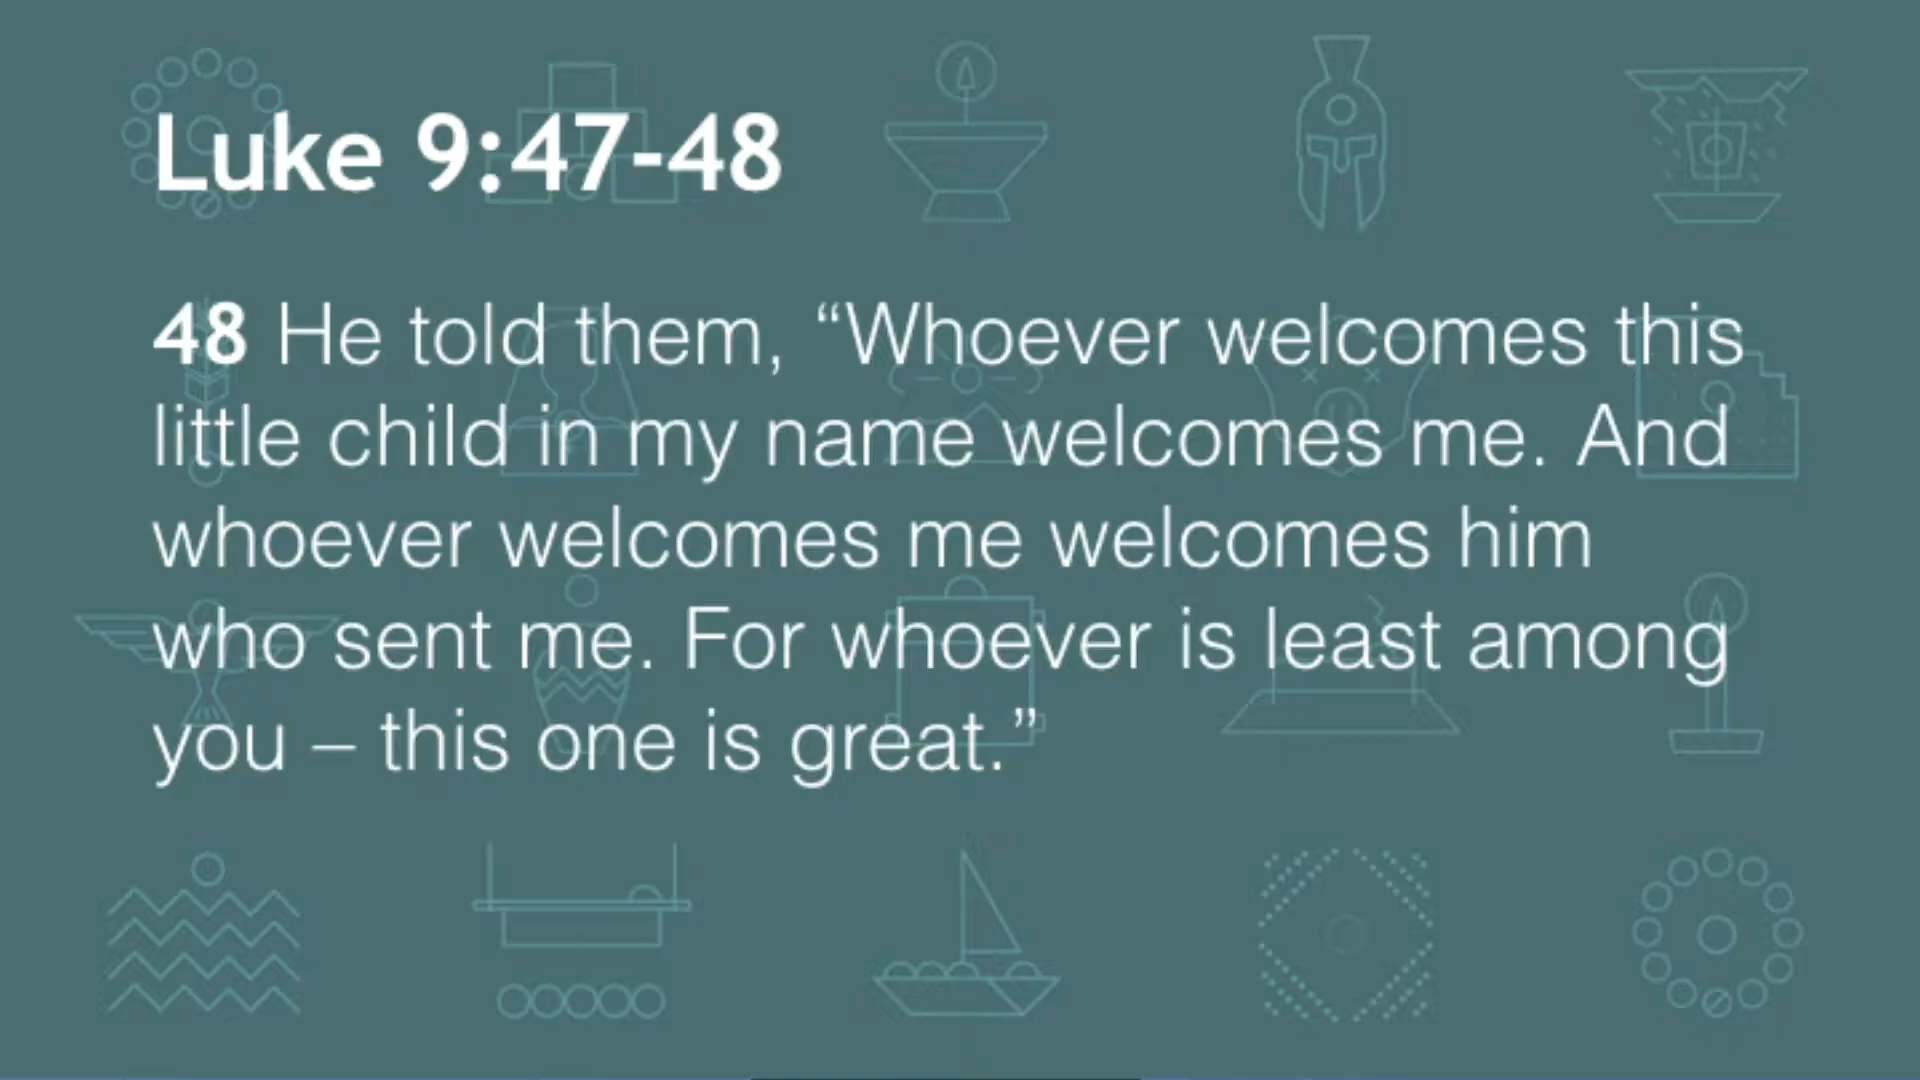 Luke 9:47-48
48 He told them, “Whoever welcomes this
little child in my name welcomes me. And
whoever welcomes me welcomes him
who sent me. For whoever is least among
you – this one is great.”